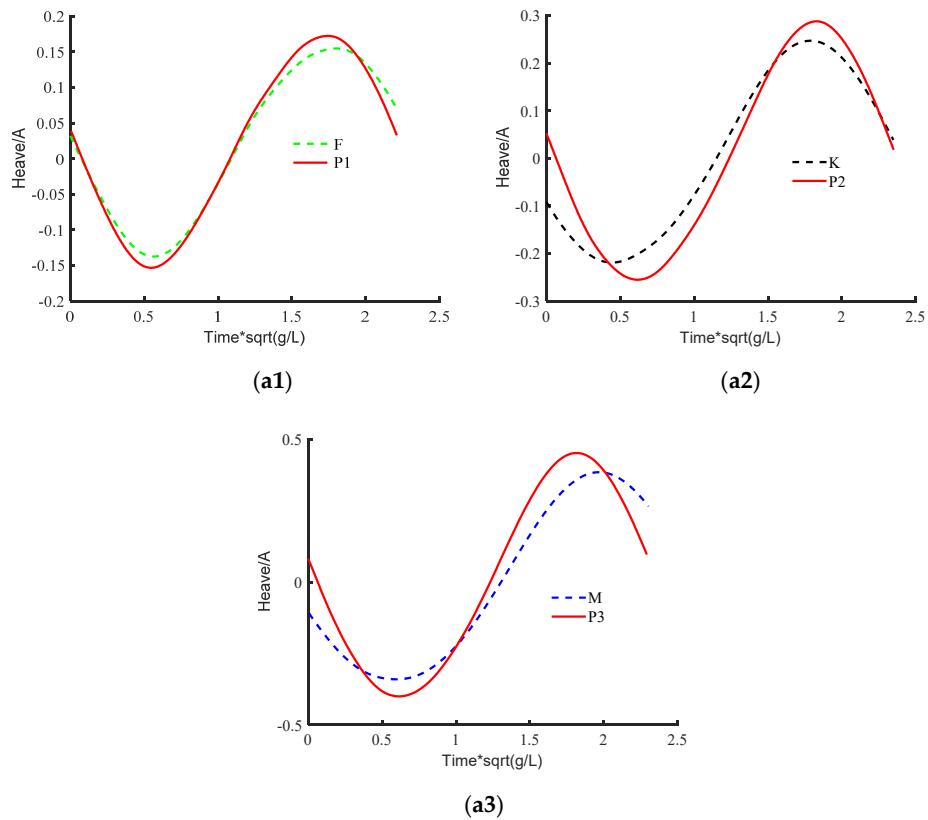 0.2
0.15
0.1
0.05
0
-0.05
-0.1
-0.15
-0.2
Heave/A
F
P1
0 0.5 1 1.5 2 2.5
Time*sqrt(g/L)
(a1)
0.3
0.2
0.1
0
-0.1
-0.2
-0.3
Heave/A
K
P2
0 0.5 1 1.5 2 2.5
Time*sqrt(g/L)
(a2)
0.5
0
-0.5
Heave/A
M
P3
0 0.5 1 1.5 2 2.5
Time*sqrt(g/L)
(a3)